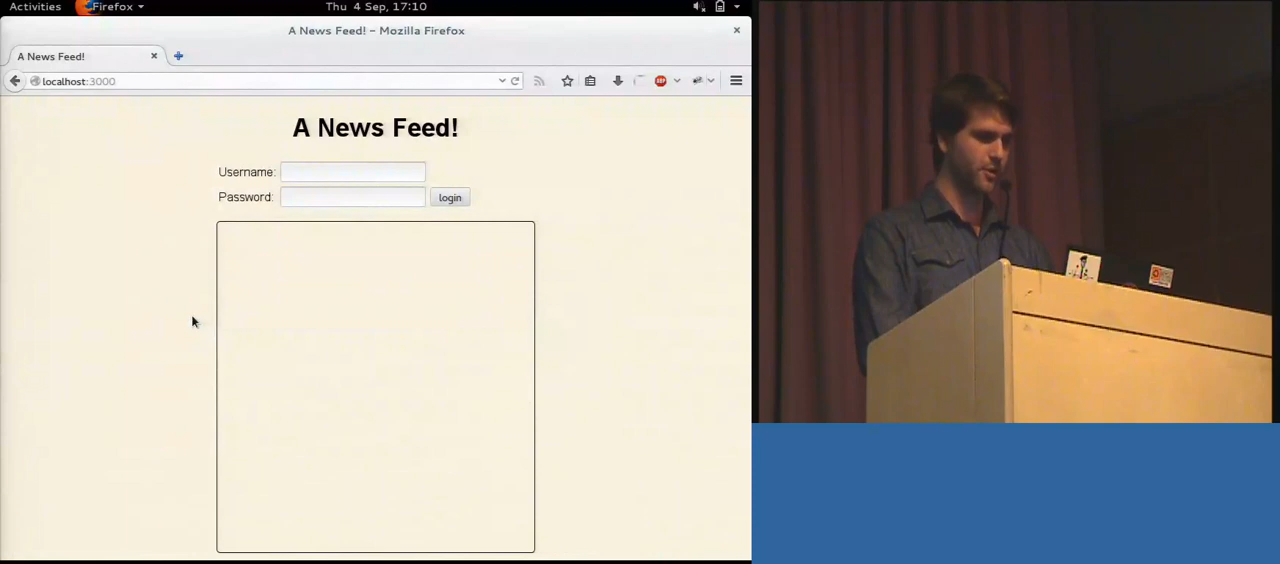 Activities Firefox Thu 4 Sep, 17:10
A News Feed! – Mozilla Firefox
A News Feed!
localhost:3000
ABP
A News Feed!
Username:
Password: login